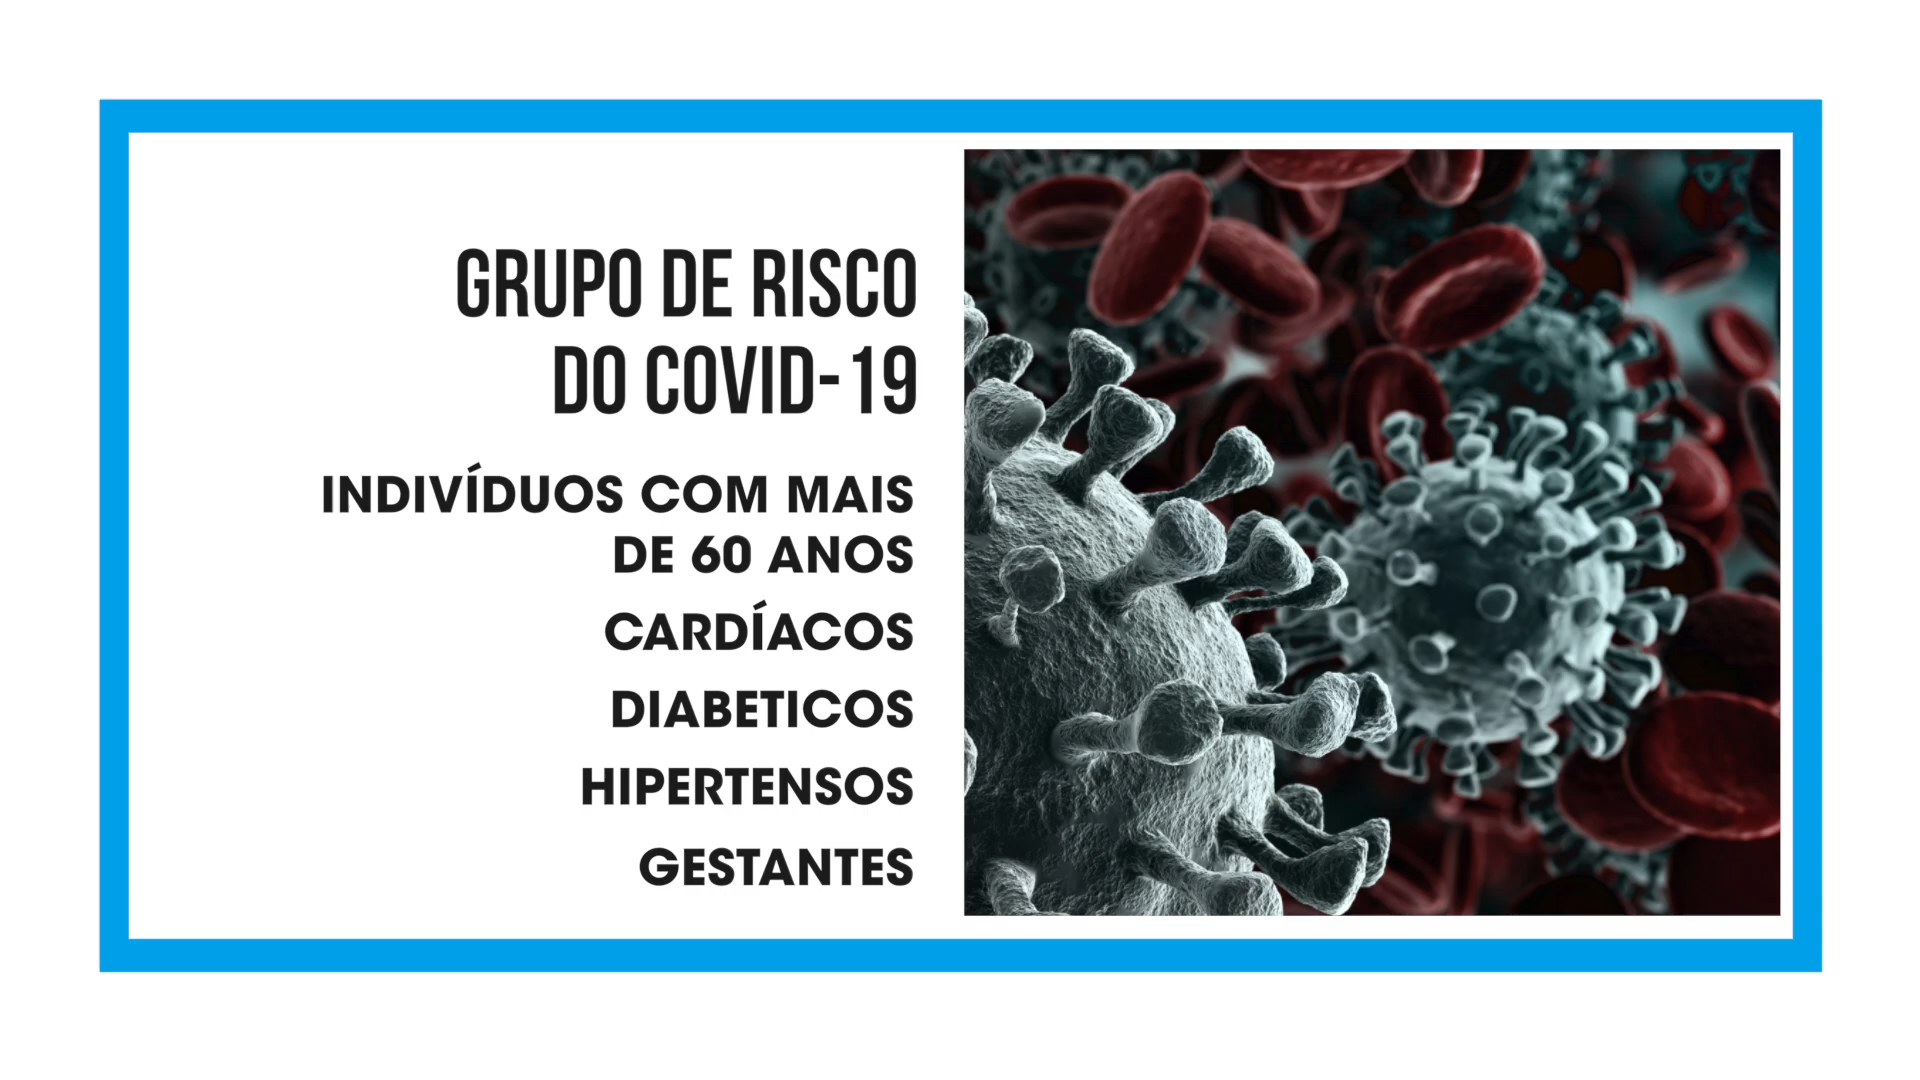 GRUPO DE RISCO
DO COVID-19
INDIVÍDUOS COM MAIS
DE 60 ANOS
CARDÍACOS
DIABETICOS
HIPERTENSOS
GESTANTES